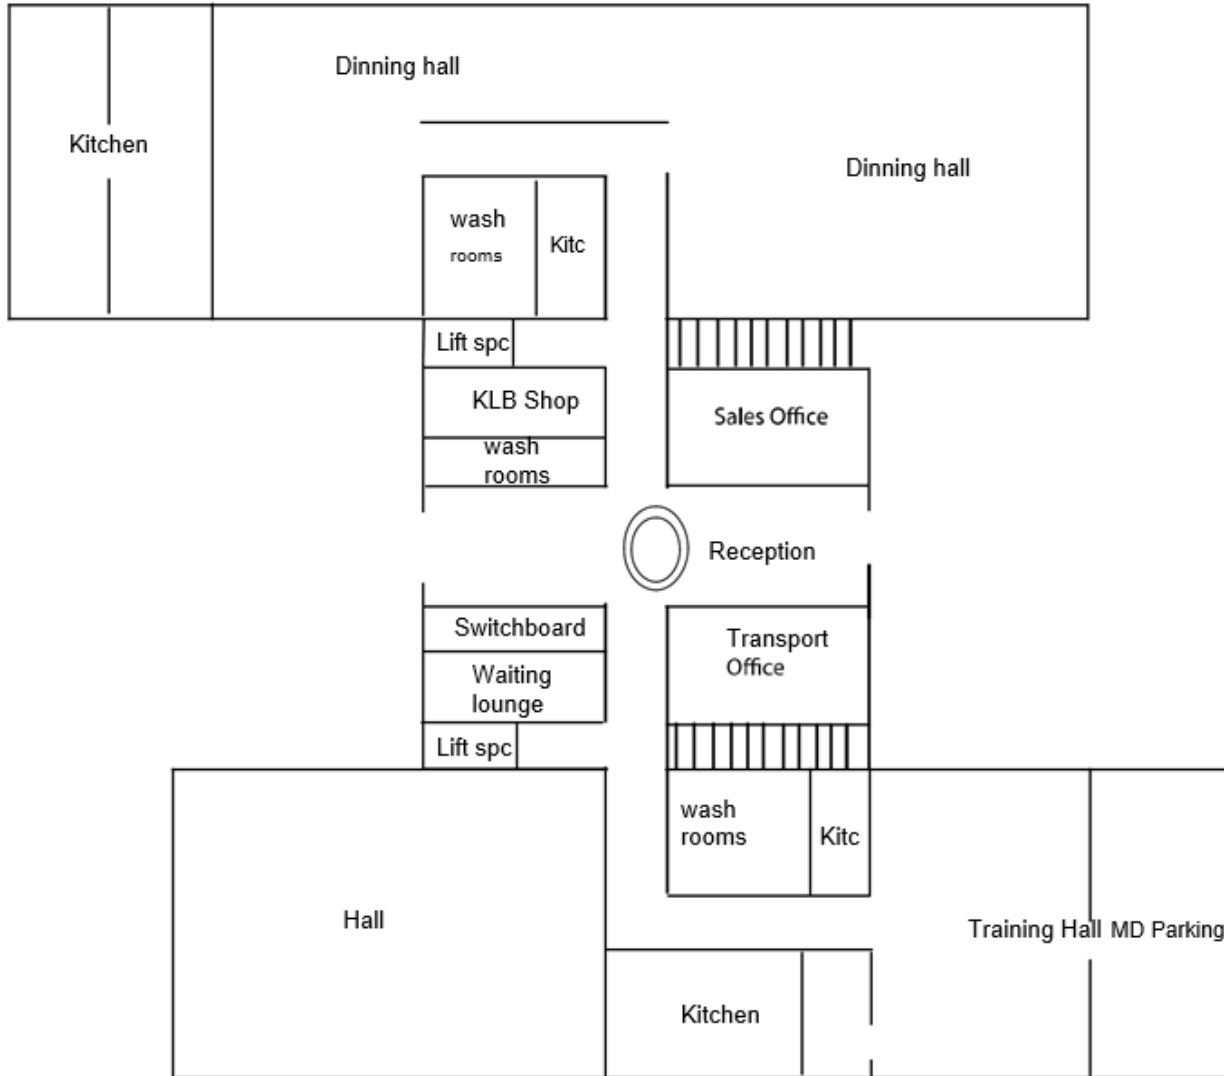 Dinning hall
Kitchen
Dinning hall
wash
rooms
Kitc
Lift spc
KLB Shop
Sales Office
wash
rooms
Reception
Switchboard
Transport
Office
Waiting
lounge
Lift spc
wash
rooms
Kitc
Hall
Training Hall
MD Parking
Kitchen